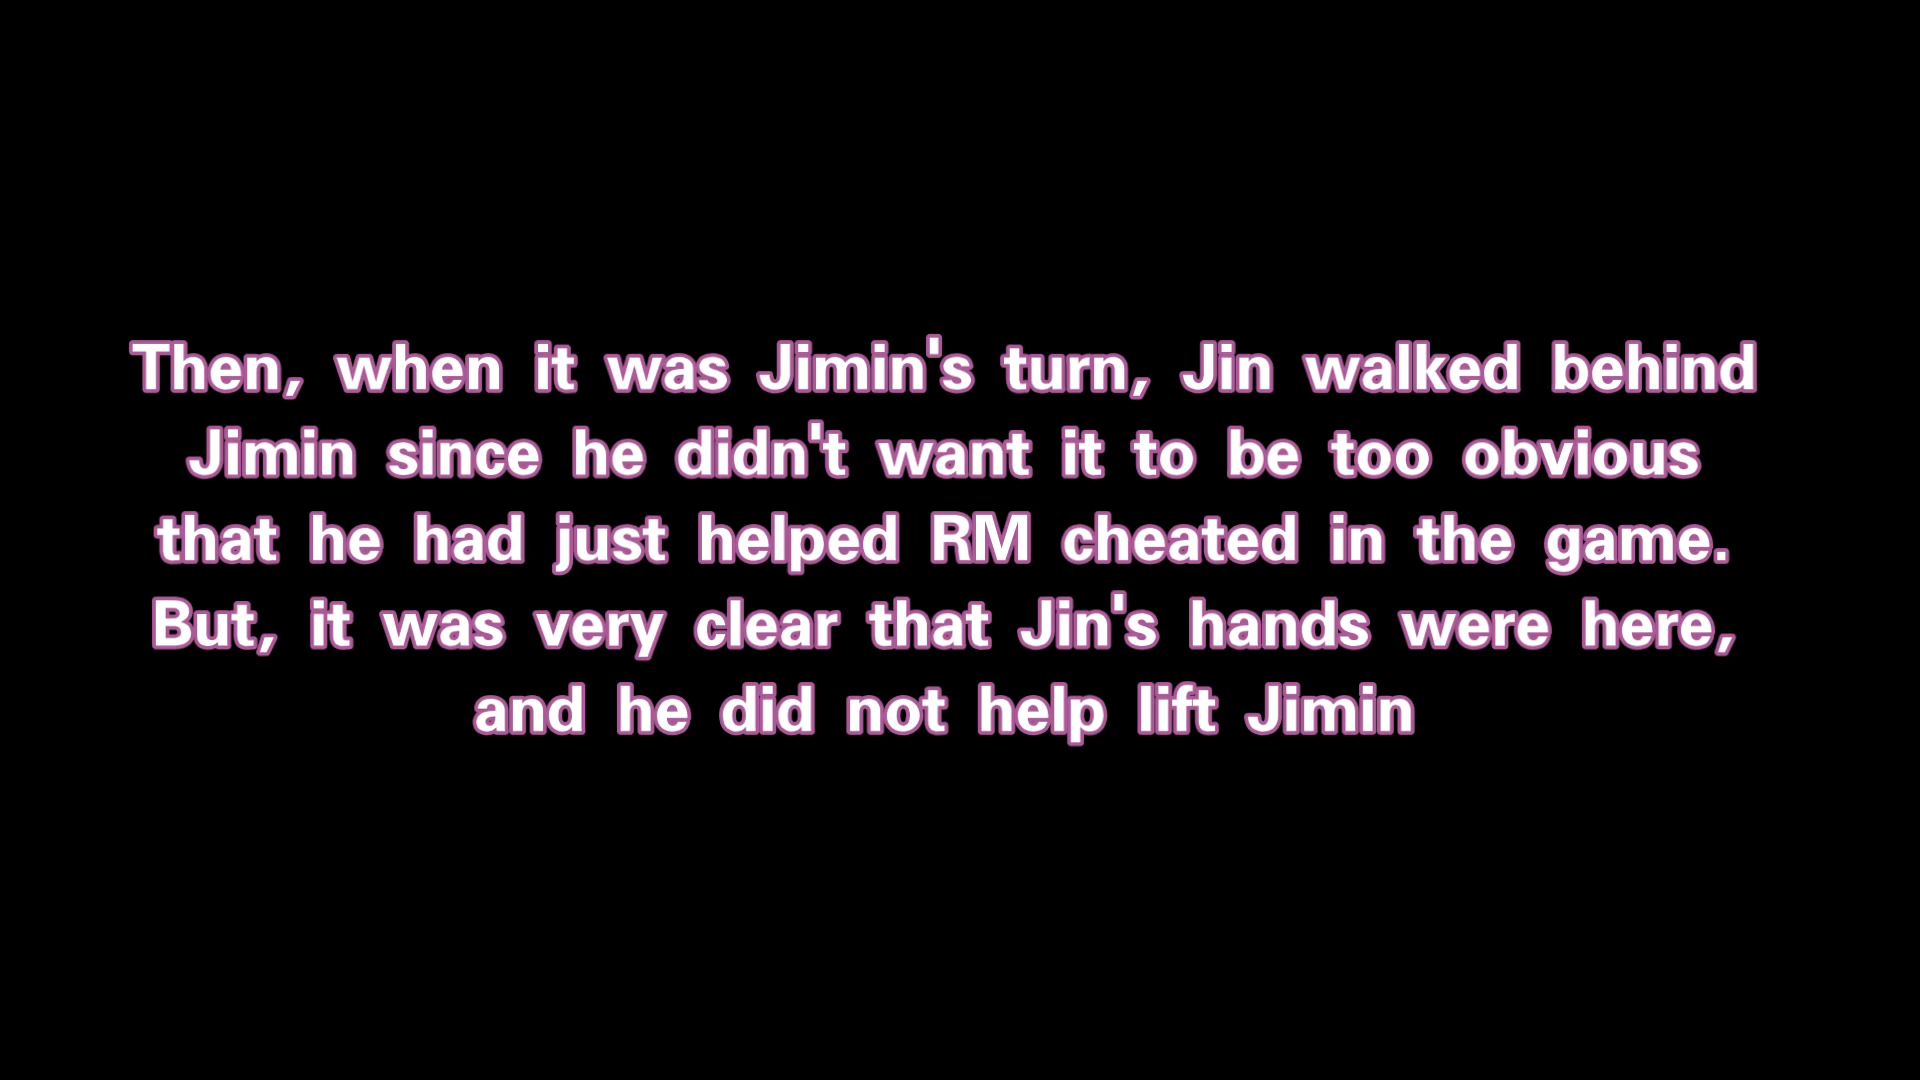 Then, when it was Jimin's turn, Jin walked behind
Jimin since he didn't want it to be too obvious
that he had just helped RM cheated in the game.
But, it was very clear that Jin's hands were here,
and he did not help lift Jimin